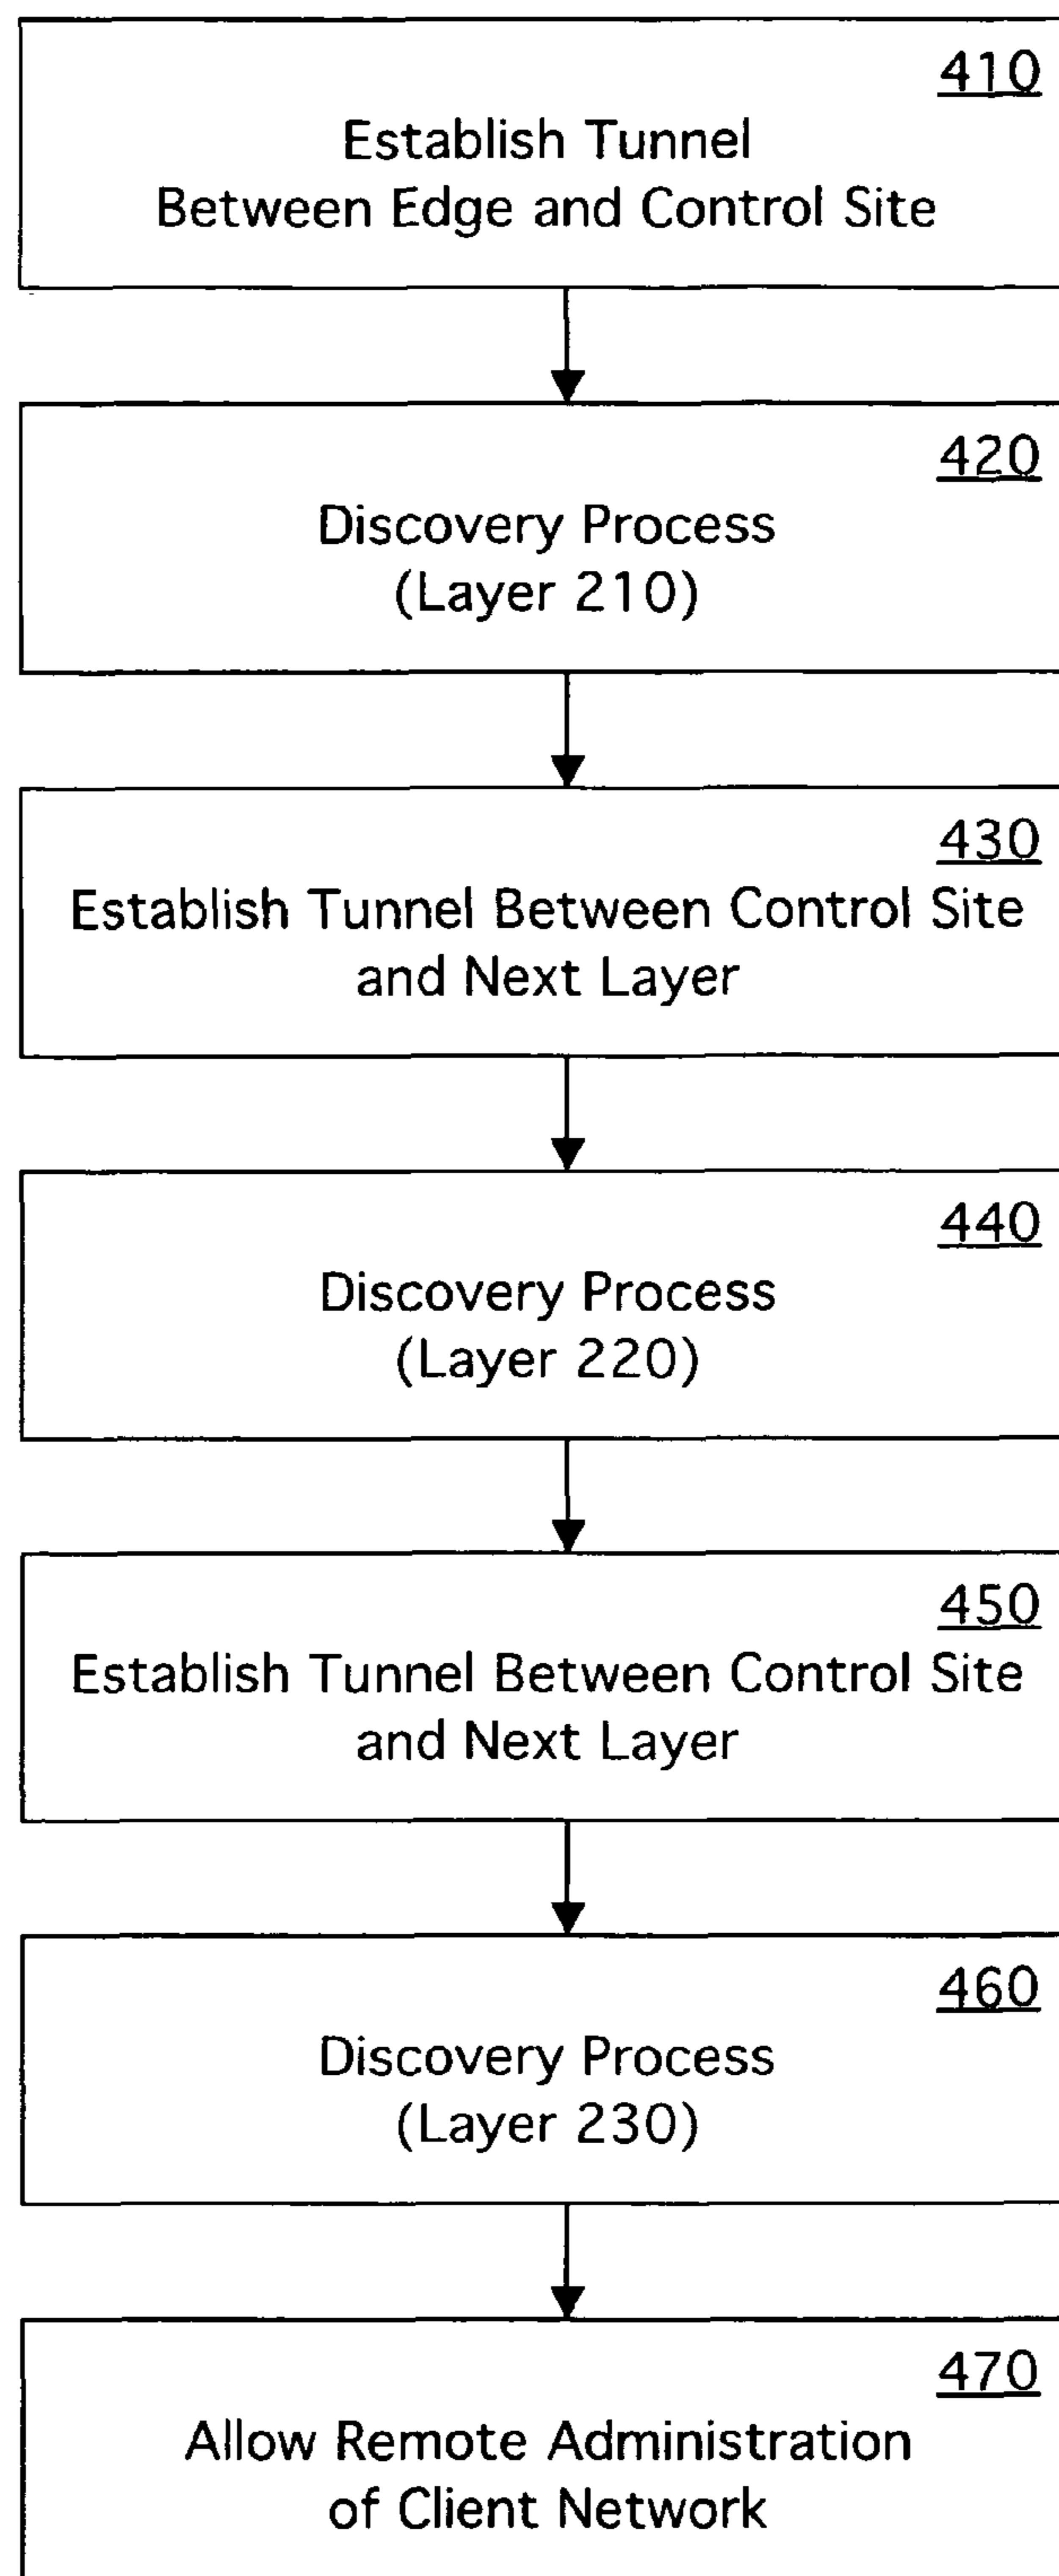 410
Establish Tunnel
Between Edge and Control Site
420
Discovery Process
(Layer 210)
430
Establish Tunnel Between Control Site
and Next Layer
440
Discovery Process
(Layer 220)
450
Establish Tunnel Between Control Site
and Next Layer
460
Discovery Process
(Layer 230)
470
Allow Remote Administration
of Client Network